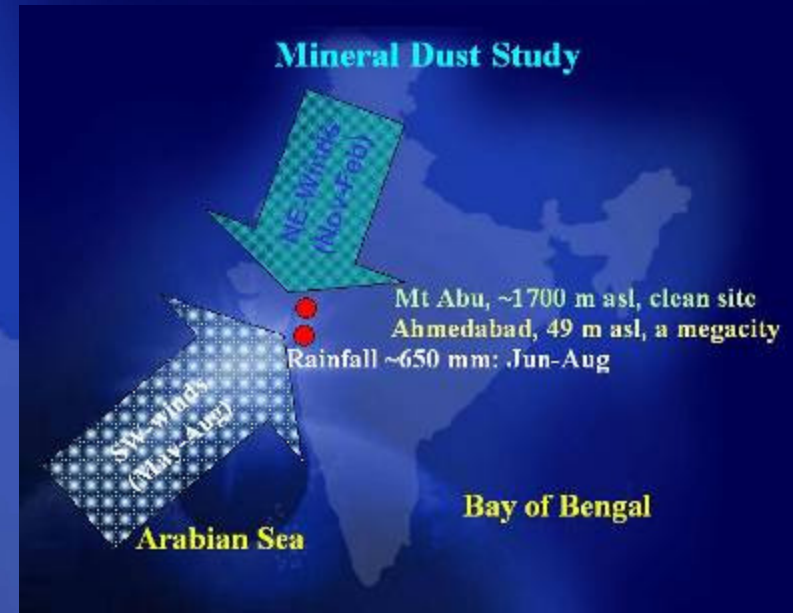 Mineral Dust Study
NE-Winds
(Nov-Feb)
Mt Abu, ~1700 m asl, clean site
Ahmedabad, 49 m asl, a megacity
Rainfall ~650 mm: Jun-Aug
SW-winds
(May-Aug)
Bay of Bengal
Arabian Sea